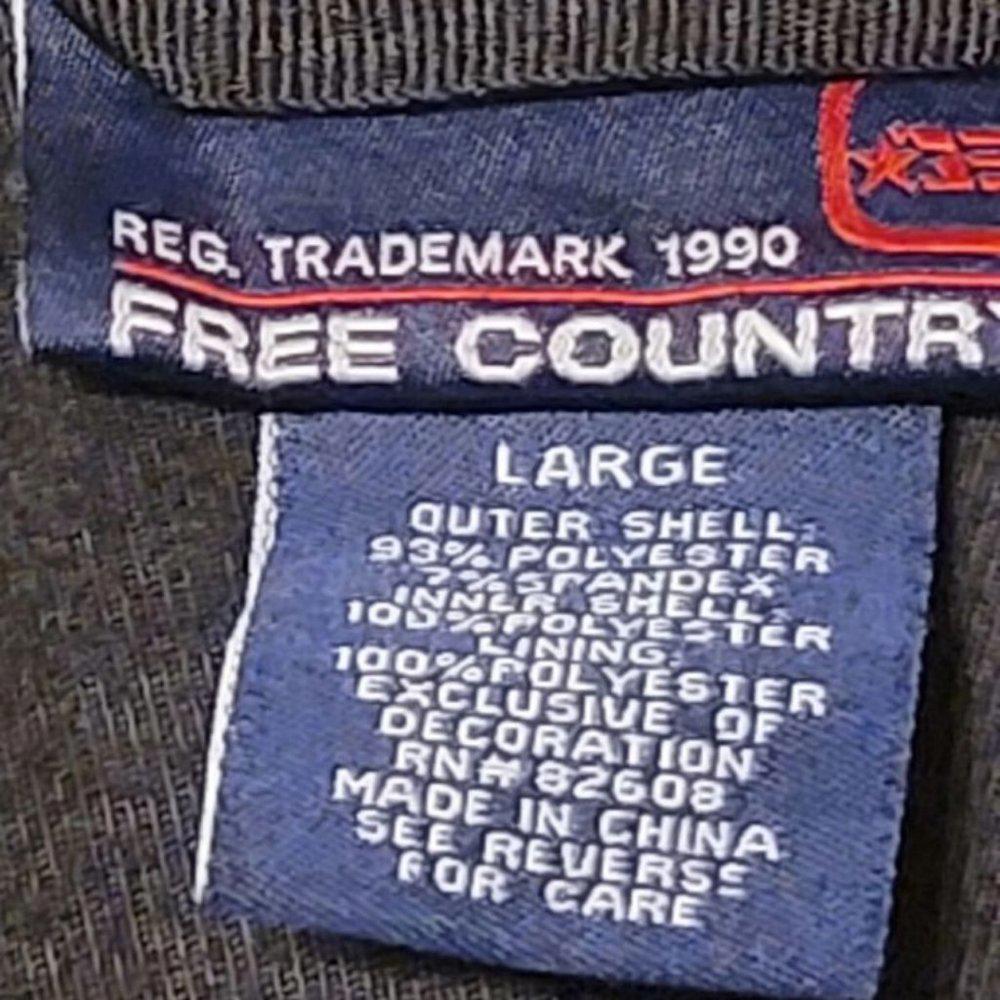 REG. TRADEMARK 1990
FREE COUNTRY
LARGE
OUTER SHELL:
93% POLYESTER
7% SPANDEX
INNER SHELL:
100% POLYESTER
LINING:
100% POLYESTER
EXCLUSIVE OF
DECORATION
RN# 82608
MADE IN CHINA
SEE REVERSE
FOR CARE